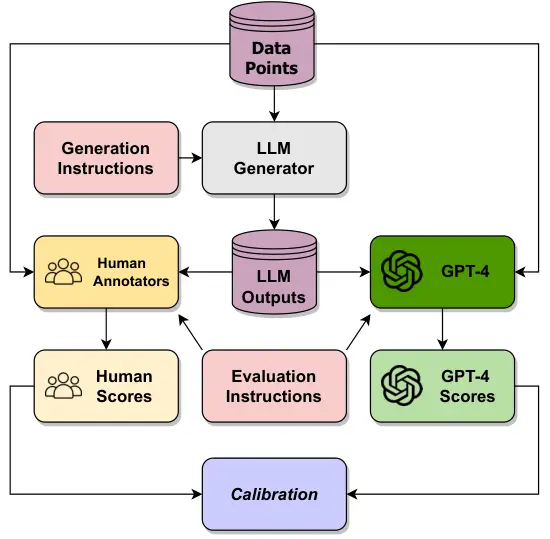 Data
Points
Generation
Instructions
LLM
Generator
Human
Annotators
LLM
Outputs
GPT-4
Human
Scores
Evaluation
Instructions
GPT-4
Scores
Calibration